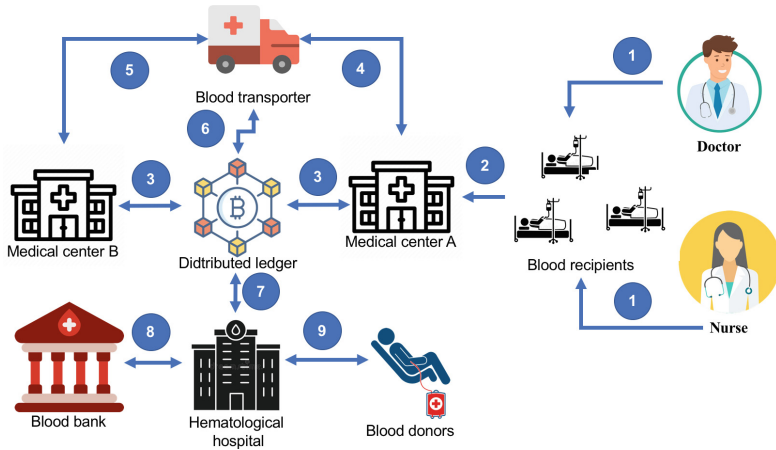 5
4
1
Blood transporter
Doctor
6
3
3
2
Medical center B
Didtributed ledger
Medical center A
Blood recipients
7
1
Nurse
8
9
Blood bank
Hematological
hospital
Blood donors